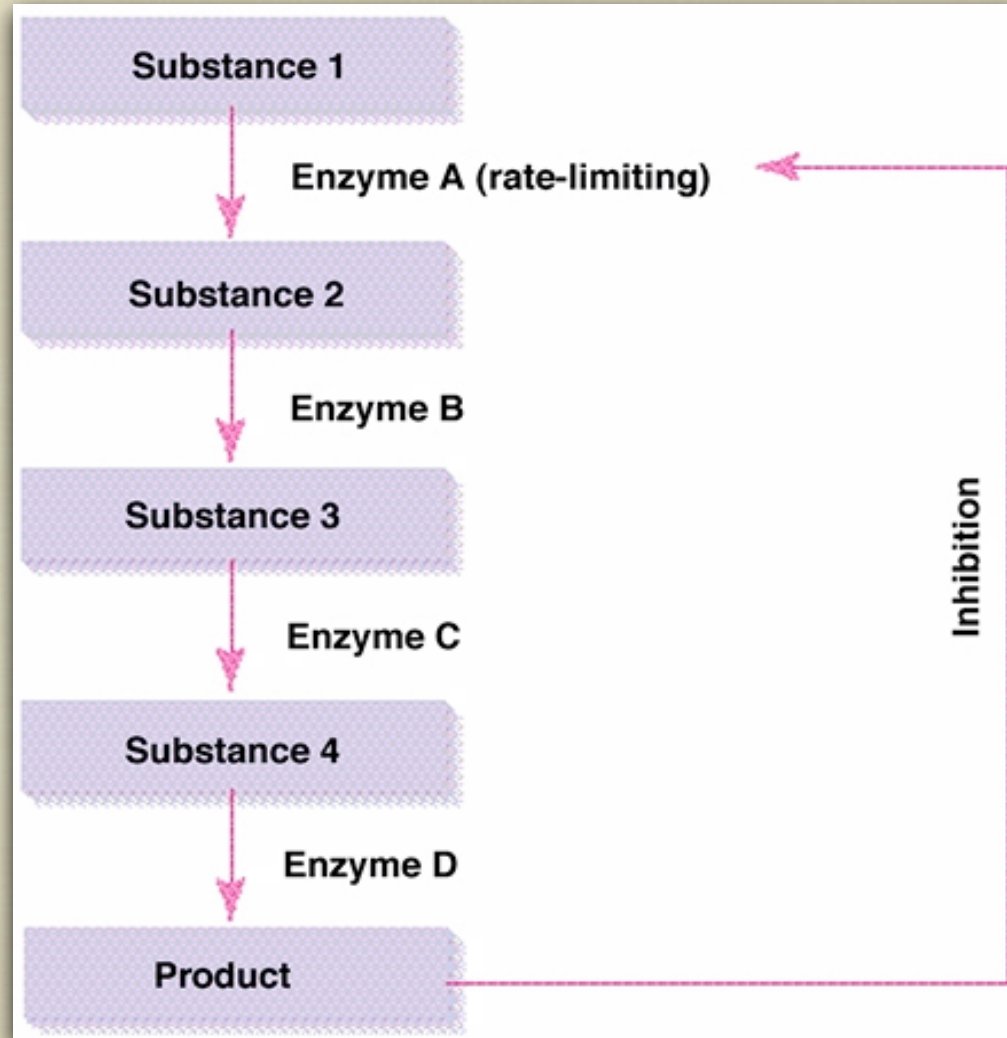 Substance 1
Enzyme A (rate-limiting)
Substance 2
Enzyme B
Substance 3
Enzyme C
Substance 4
Enzyme D
Product
Inhibition